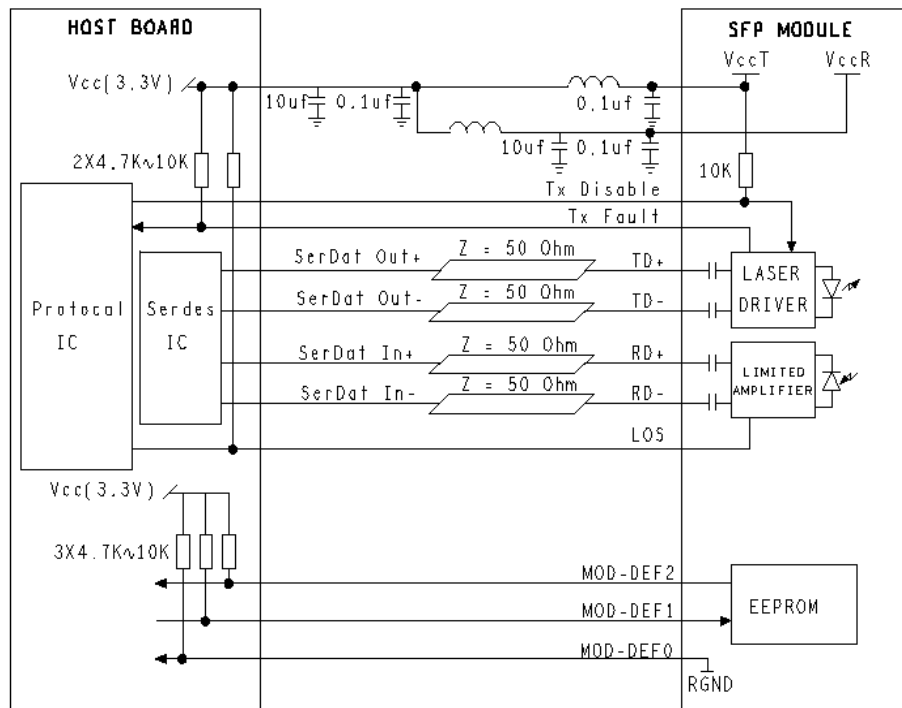 HOST BOARD
SFP MODULE
VccT
VccR
Vcc(3.3V)
10uf
0.1uf
0.1uf
10uf
0.1uf
2X4.7K~10K
10K
Tx Disable
Tx Fault
SerDat Out+
Z = 50 Ohm
TD+
SerDat Out-
Z = 50 Ohm
TD-
LASER
DRIVER
Protocal
IC
Serdes
IC
SerDat In+
Z = 50 Ohm
RD+
SerDat In-
Z = 50 Ohm
RD-
LIMITED
AMPLIFIER
LOS
Vcc(3.3V)
3X4.7K~10K
MOD-DEF2
MOD-DEF1
MOD-DEF0
EEPROM
RGND